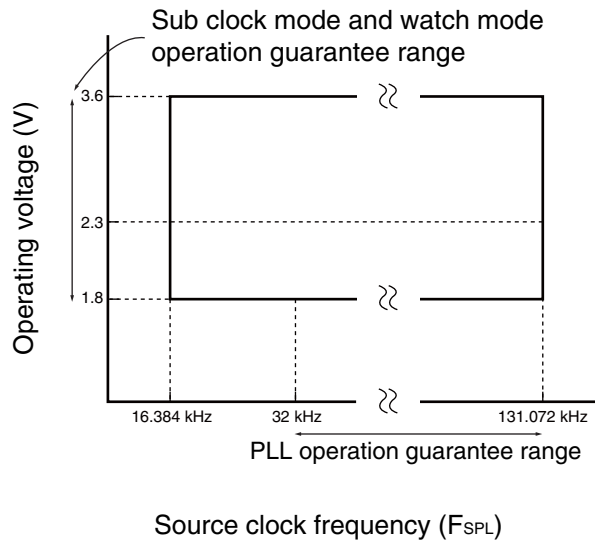 Sub clock mode and watch mode
operation guarantee range
Operating voltage (V)
3.6
2.3
1.8
16.384 kHz
32 kHz
131.072 kHz
PLL operation guarantee range
Source clock frequency (FSPL)